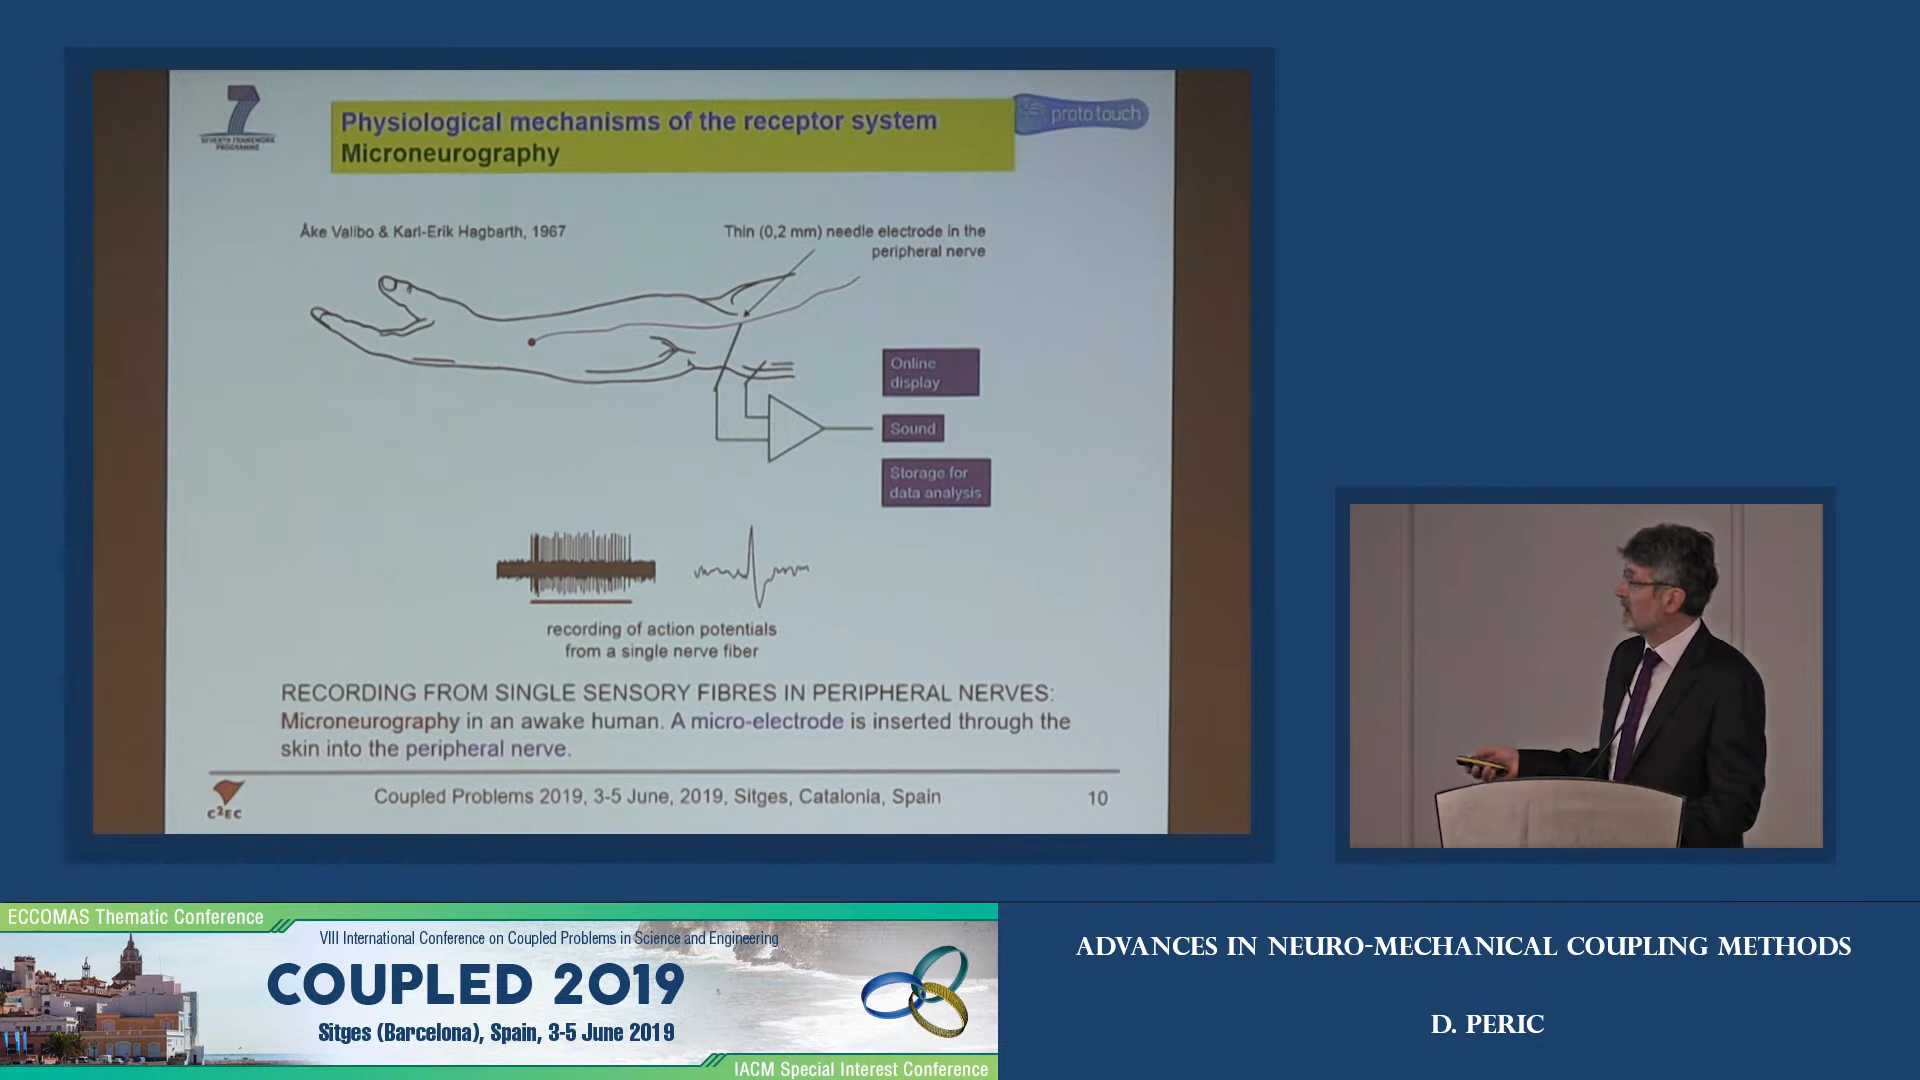 7
SEVENTH FRAMEWORK
PROGRAMME
Physiological mechanisms of the receptor system
Microneurography
proto touch
Åke Vallbo & Karl-Erik Hagbarth, 1967
Thin (0,2 mm) needle electrode in the
peripheral nerve
Online
display
Sound
Storage for
data analysis
recording of action potentials
from a single nerve fiber
RECORDING FROM SINGLE SENSORY FIBRES IN PERIPHERAL NERVES:
Microneurography in an awake human. A micro-electrode is inserted through the
skin into the peripheral nerve.
C²EC
Coupled Problems 2019, 3-5 June, 2019, Sitges, Catalonia, Spain
10
ECCOMAS Thematic Conference
VIII International Conference on Coupled Problems in Science and Engineering
COUPLED 2019
Sitges (Barcelona), Spain, 3-5 June 2019
IACM Special Interest Conference
ADVANCES IN NEURO-MECHANICAL COUPLING METHODS
D. PERIC